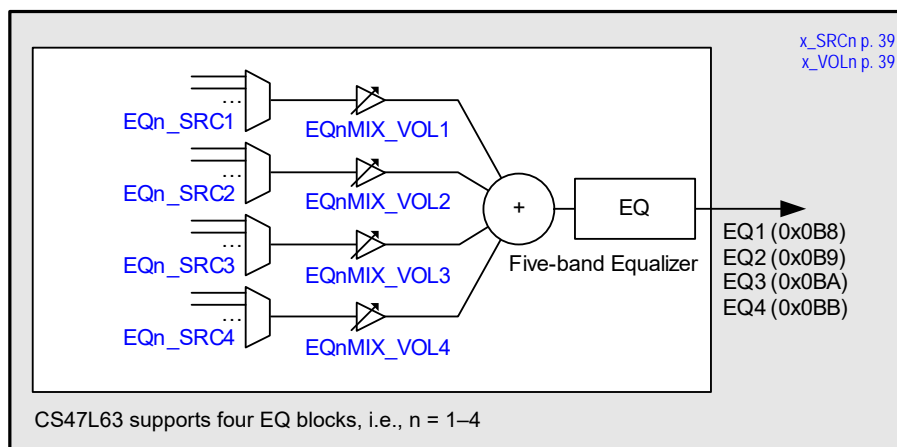 x_SRCn p. 39
x_VOLn p. 39
...
EQn_SRC1
EQnMIX_VOL1
...
EQn_SRC2
EQnMIX_VOL2
+
EQ
...
EQn_SRC3
EQnMIX_VOL3
Five-band Equalizer
...
EQn_SRC4
EQnMIX_VOL4
EQ1 (0x0B8)
EQ2 (0x0B9)
EQ3 (0x0BA)
EQ4 (0x0BB)
CS47L63 supports four EQ blocks, i.e., n = 1–4